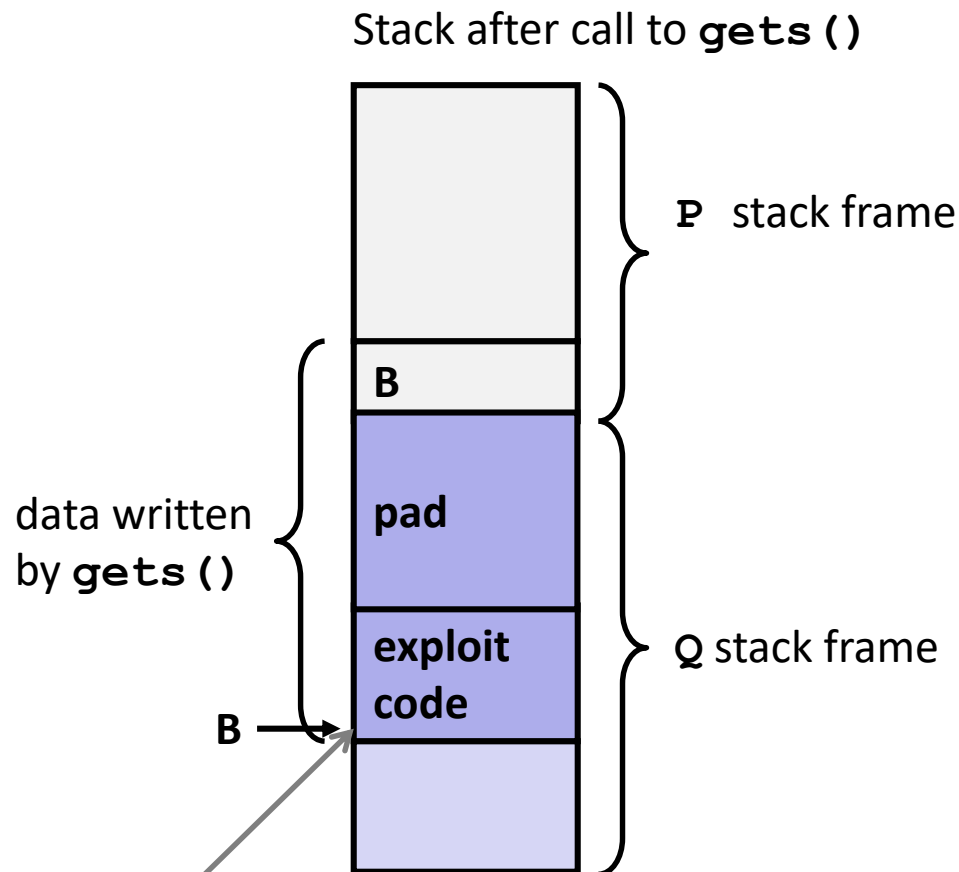 Stack after call to gets()
P stack frame
B
data written
by gets()
pad
exploit
code
Q stack frame
B